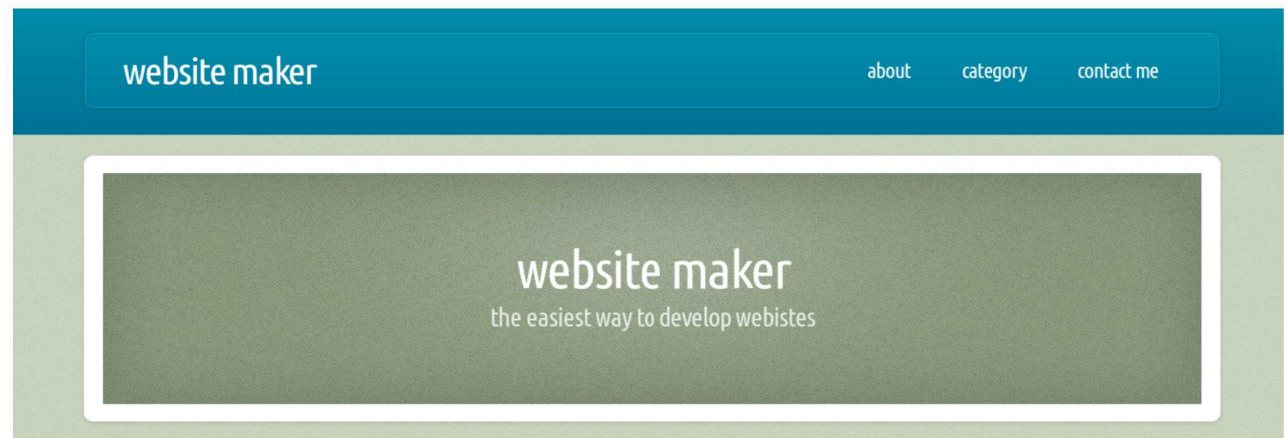 website maker
about category contact me
website maker
the easiest way to develop webistes